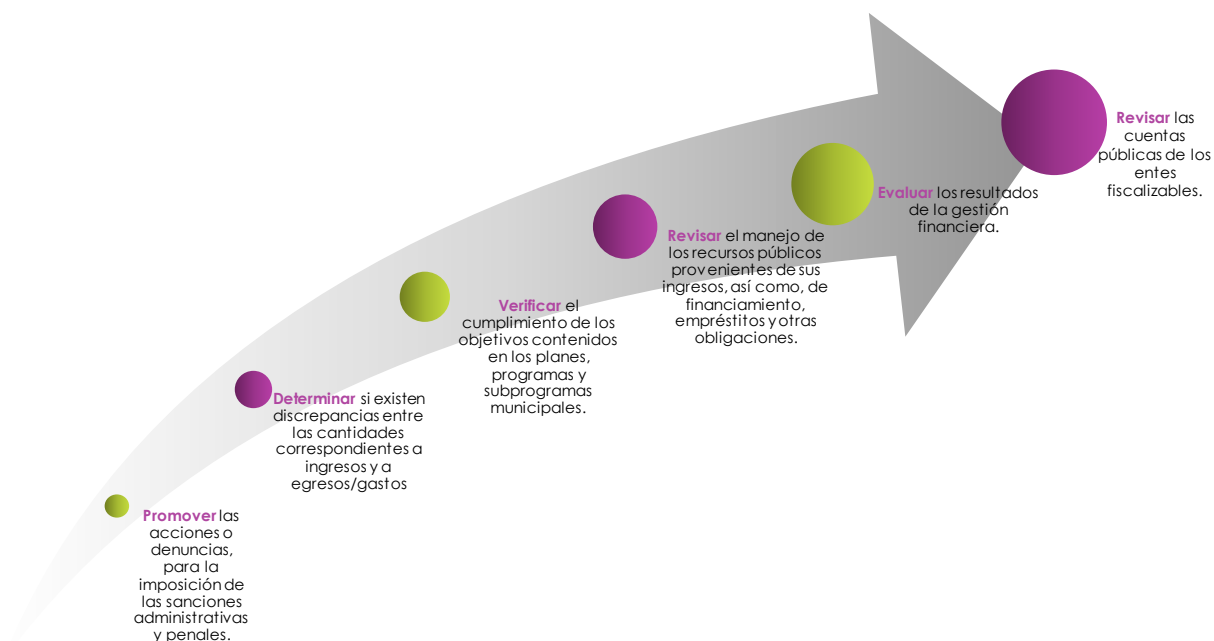 Promover las
acciones o
denuncias,
para la
imposición de
las sanciones
administrativas
y penales.
Determinar si existen
discrepancias entre
las cantidades
correspondientes a
ingresos y a
egresos/gastos
Verificar el
cumplimiento de los
objetivos contenidos
en los planes,
programas y
subprogramas
municipales.
Revisar el manejo de
los recursos públicos
provenientes de sus
ingresos, así como, de
financiamiento,
empréstitos y otras
obligaciones.
Evaluar los resultados
de la gestión
financiera.
Revisar las
cuentas
públicas de los
entes
fiscalizables.